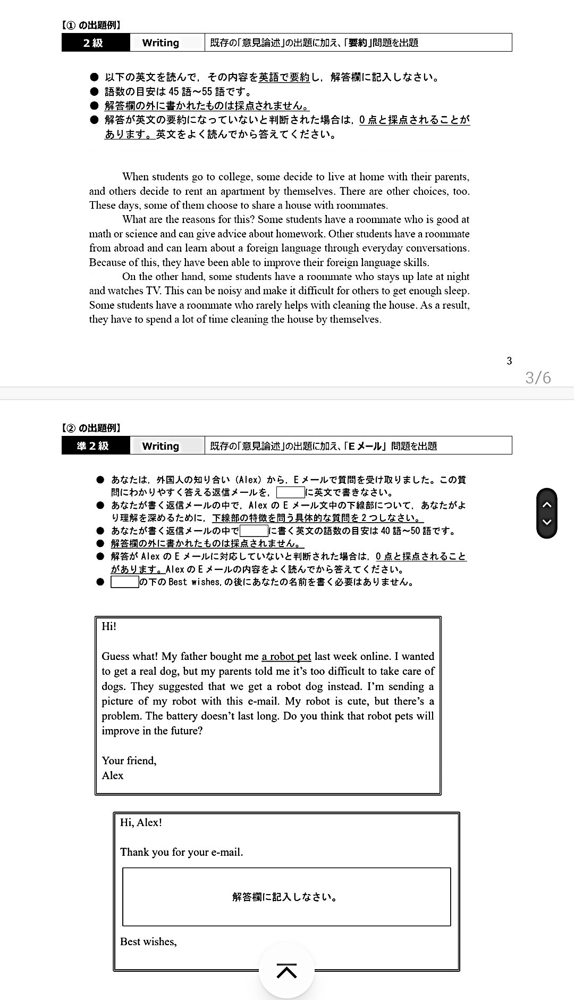 【① の出題例】
2級 Writing 既存の「意見論述」の出題に加え、「要約」問題を出題
● 以下の英文を読んで，その内容を英語で要約し，解答欄に記入しなさい。
● 語数の目安は 45 語～55 語です。
● 解答欄の外に書かれたものは採点されません。
● 解答が英文の要約になっていないと判断された場合は，0 点と採点されることが
あります。英文をよく読んでから答えてください。
When students go to college, some decide to live at home with their parents,
and others decide to rent an apartment by themselves. There are other choices, too.
These days, some of them choose to share a house with roommates.
What are the reasons for this? Some students have a roommate who is good at
math or science and can give advice about homework. Other students have a roommate
from abroad and can learn about a foreign language through everyday conversations.
Because of this, they have been able to improve their foreign language skills.
On the other hand, some students have a roommate who stays up late at night
and watches TV. This can be noisy and make it difficult for others to get enough sleep.
Some students have a roommate who rarely helps with cleaning the house. As a result,
they have to spend a lot of time cleaning the house by themselves.
3
3/6
【② の出題例】
準2級 Writing 既存の「意見論述」の出題に加え、「E メール」問題を出題
● あなたは，外国人の知り合い（Alex）から，E メールで質問を受け取りました。この質
問にわかりやすく答える返信メールを，に英文で書きなさい。
● あなたが書く返信メールの中で，Alex の E メール文中の下線部について，あなたがよ
り理解を深めるために，下線部の特徴を問う具体的な質問を 2 つしなさい。
● あなたが書く返信メールの中でに書く英文の語数の目安は 40 語～50 語です。
● 解答欄の外に書かれたものは採点されません。
● 解答が Alex の E メールに対応していないと判断された場合は，0 点と採点されること
があります。Alex の E メールの内容をよく読んでから答えてください。
● の下の Best wishes, の後にあなたの名前を書く必要はありません。
Hi!
Guess what! My father bought me a robot pet last week online. I wanted
to get a real dog, but my parents told me it's too difficult to take care of
dogs. They suggested that we get a robot dog instead. I'm sending a
picture of my robot with this e-mail. My robot is cute, but there's a
problem. The battery doesn't last long. Do you think that robot pets will
improve in the future?
Your friend,
Alex
Hi, Alex!
Thank you for your e-mail.
解答欄に記入しなさい。
Best wishes,